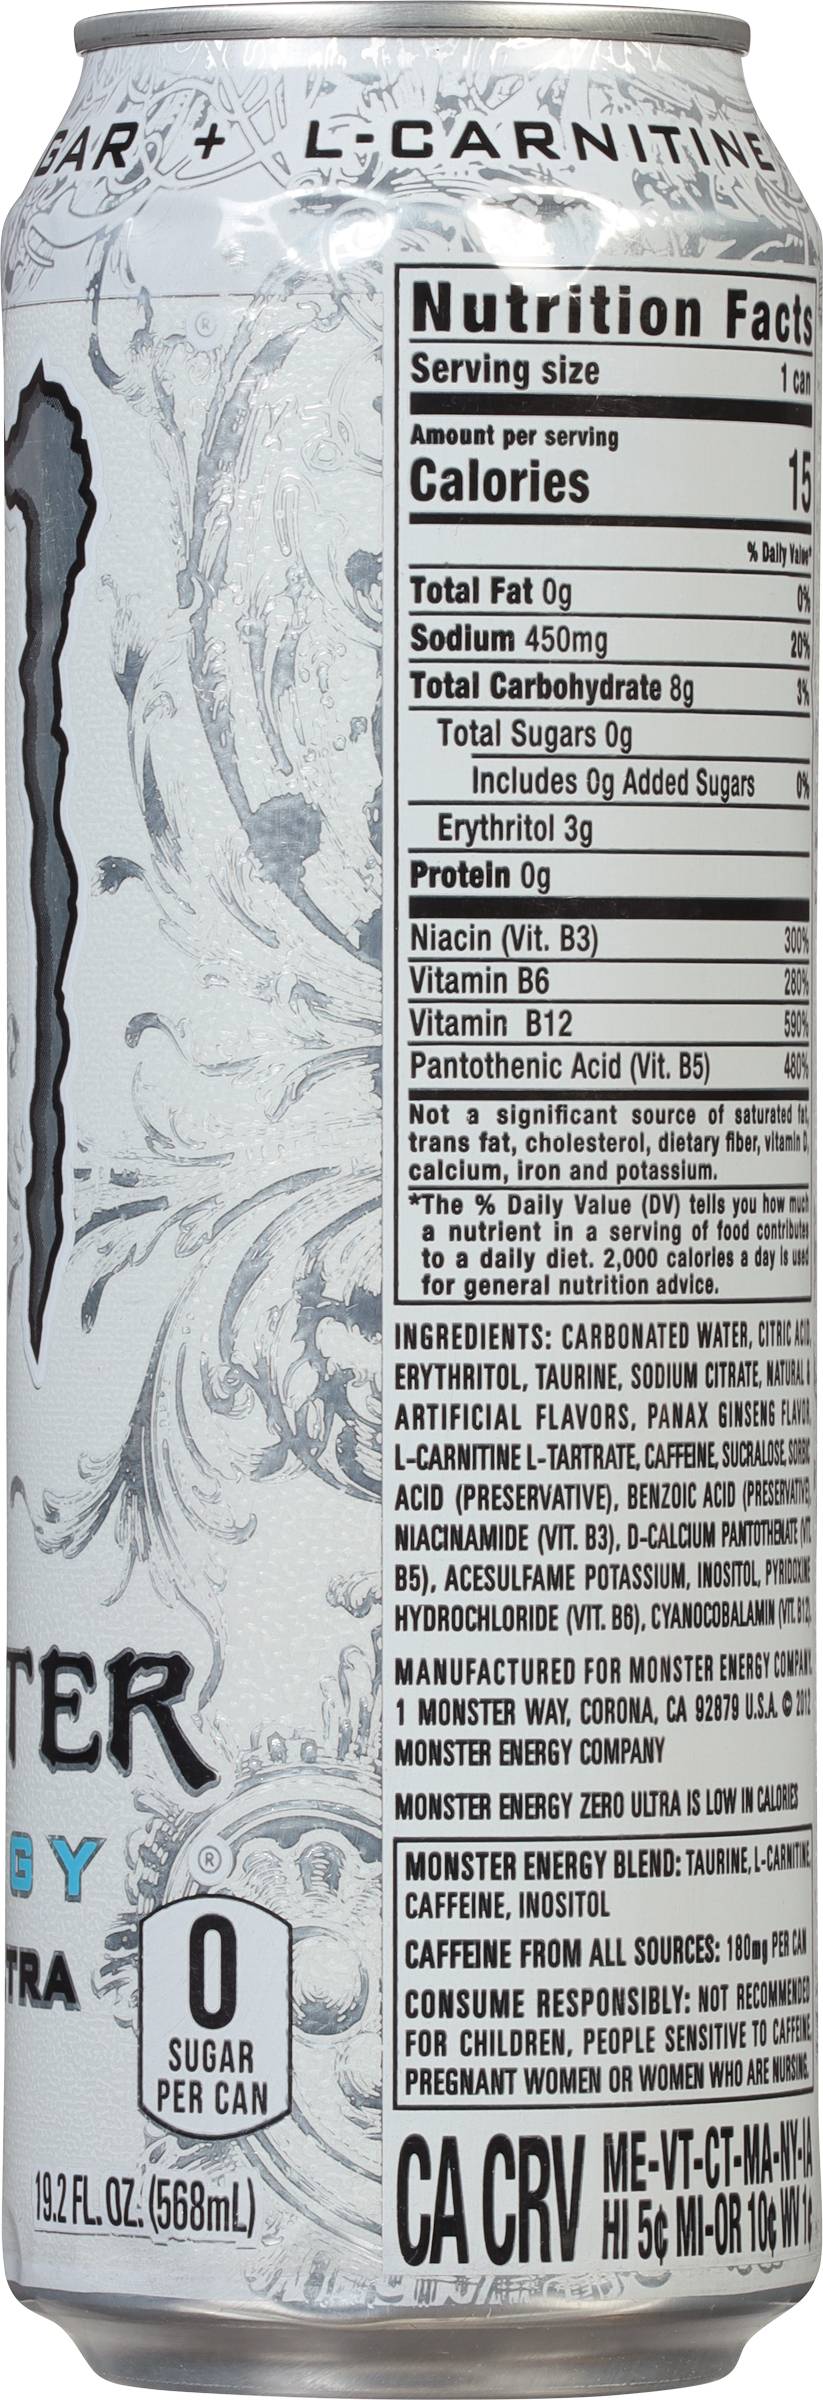 GAR + L-CARNITINE
®
TER
GY
®
TRA
0
SUGAR
PER CAN
19.2 FL. OZ. (568mL)
Nutrition Facts
Serving size 1 can
Amount per serving
Calories 15
% Daily Value*
Total Fat 0g 0%
Sodium 450mg 20%
Total Carbohydrate 8g 3%
Total Sugars 0g
Includes 0g Added Sugars 0%
Erythritol 3g
Protein 0g
Niacin (Vit. B3) 300%
Vitamin B6 280%
Vitamin B12 590%
Pantothenic Acid (Vit. B5) 480%
Not a significant source of saturated fat,
trans fat, cholesterol, dietary fiber, vitamin D,
calcium, iron and potassium.
*The % Daily Value (DV) tells you how much
a nutrient in a serving of food contributes
to a daily diet. 2,000 calories a day is used
for general nutrition advice.
INGREDIENTS: CARBONATED WATER, CITRIC ACID,
ERYTHRITOL, TAURINE, SODIUM CITRATE, NATURAL &
ARTIFICIAL FLAVORS, PANAX GINSENG FLAVOR,
L-CARNITINE L-TARTRATE, CAFFEINE, SUCRALOSE, SORBIC
ACID (PRESERVATIVE), BENZOIC ACID (PRESERVATIVE),
NIACINAMIDE (VIT. B3), D-CALCIUM PANTOTHENATE (VIT.
B5), ACESULFAME POTASSIUM, INOSITOL, PYRIDOXINE
HYDROCHLORIDE (VIT. B6), CYANOCOBALAMIN (VIT. B12).
MANUFACTURED FOR MONSTER ENERGY COMPANY.
1 MONSTER WAY, CORONA, CA 92879 U.S.A. © 2012
MONSTER ENERGY COMPANY
MONSTER ENERGY ZERO ULTRA IS LOW IN CALORIES
MONSTER ENERGY BLEND: TAURINE, L-CARNITINE,
CAFFEINE, INOSITOL
CAFFEINE FROM ALL SOURCES: 180mg PER CAN
CONSUME RESPONSIBLY: NOT RECOMMENDED
FOR CHILDREN, PEOPLE SENSITIVE TO CAFFEINE,
PREGNANT WOMEN OR WOMEN WHO ARE NURSING.
CA CRV
ME-VT-CT-MA-NY-IA
HI 5¢ MI-OR 10¢ WV 1¢